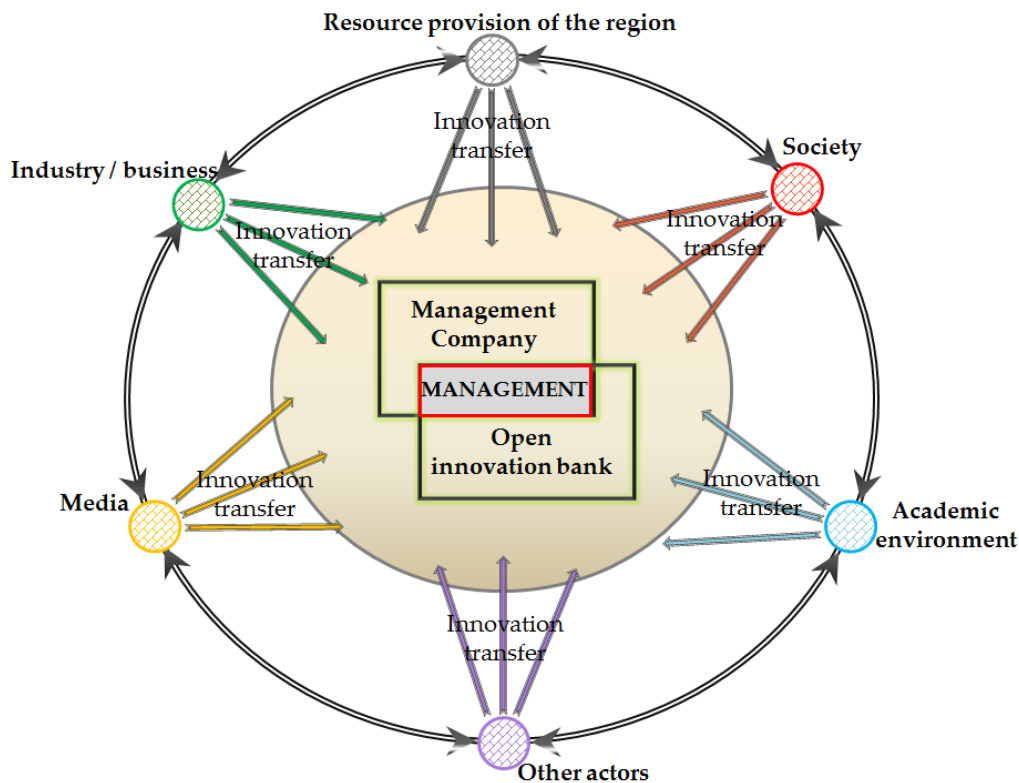 Resource provision of the region
Innovation
transfer
Society
Industry / business
Innovation
transfer
Innovation
transfer
Management
Company
MANAGEMENT
Open
innovation bank
Media
Innovation
transfer
Innovation
transfer
Academic
environment
Innovation
transfer
Other actors